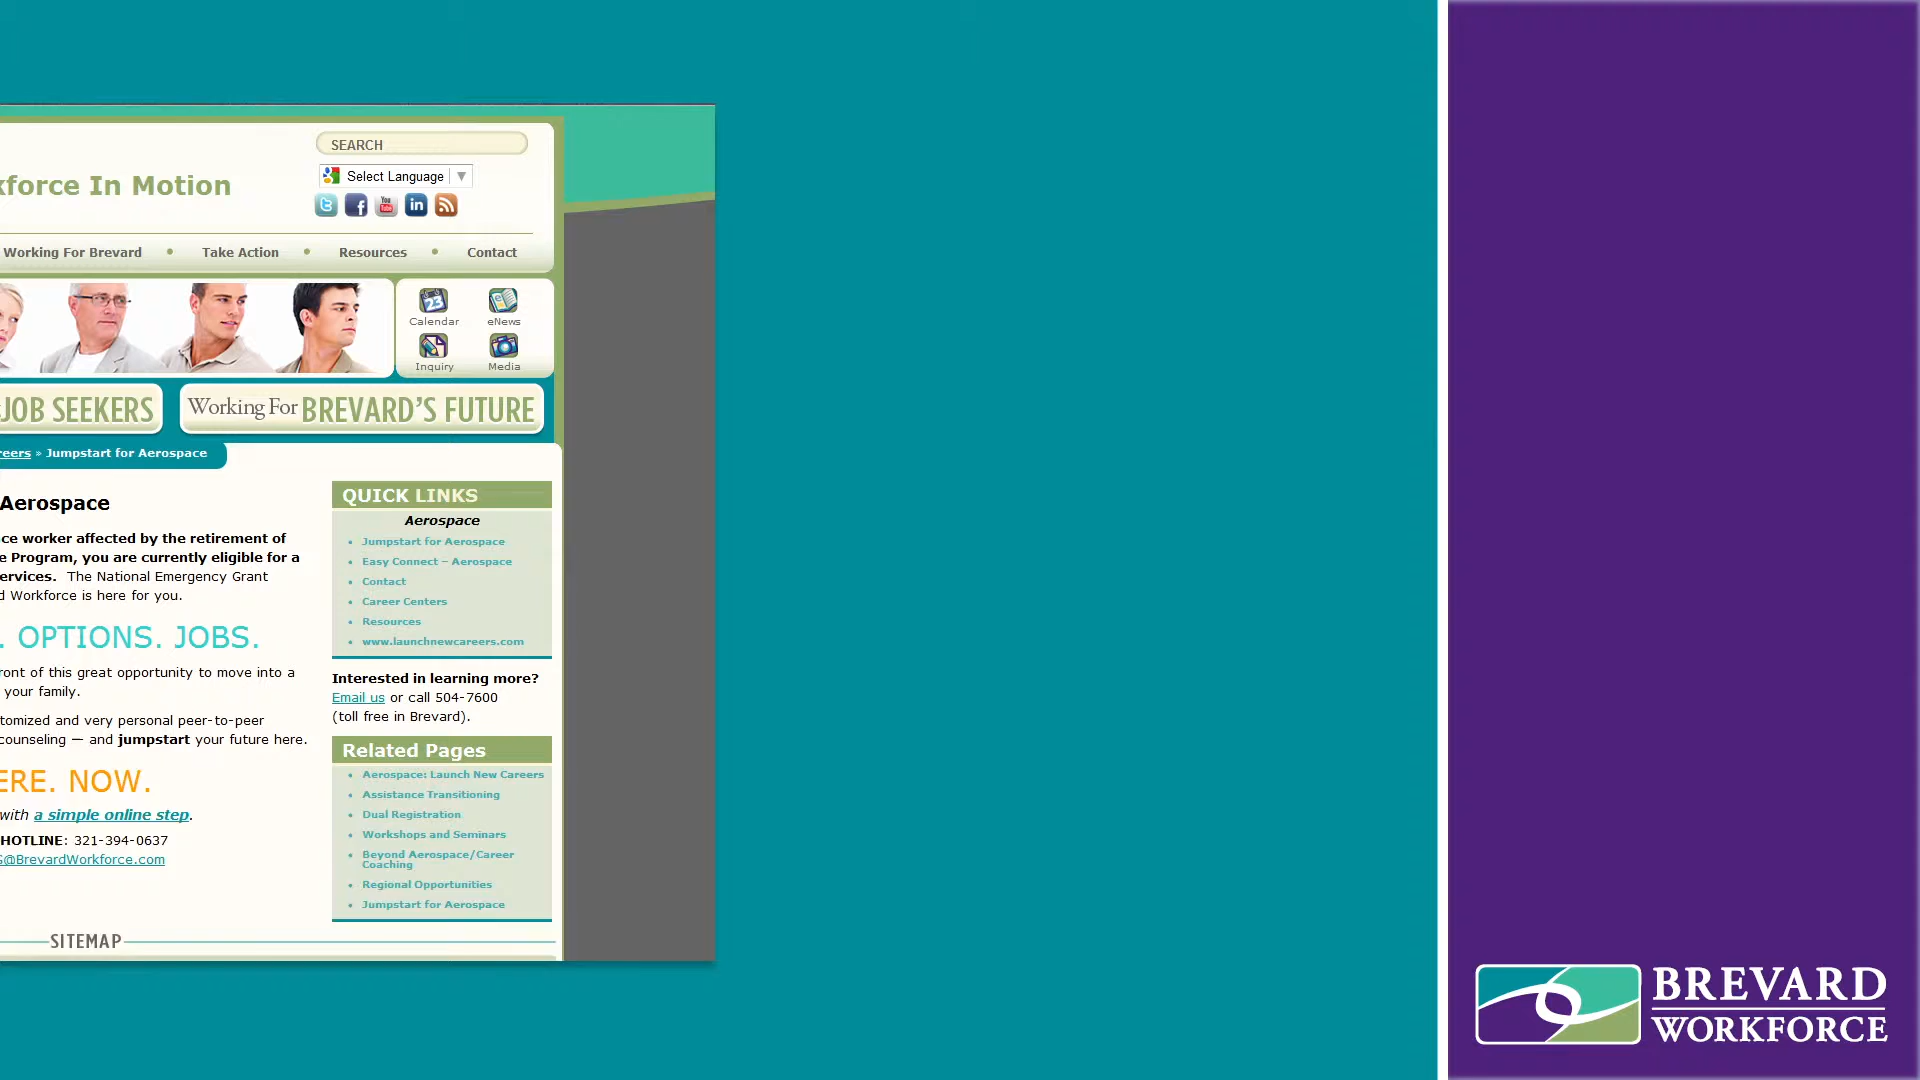 SEARCH
Select Language
kforce In Motion
Working For Brevard • Take Action • Resources • Contact
23
Calendar eNews
Inquiry Media
JOB SEEKERS
Working For BREVARD'S FUTURE
reers » Jumpstart for Aerospace
Aerospace
ce worker affected by the retirement of
e Program, you are currently eligible for a
ervices. The National Emergency Grant
d Workforce is here for you.
. OPTIONS. JOBS.
ront of this great opportunity to move into a
your family.
tomized and very personal peer-to-peer
counseling — and jumpstart your future here.
ERE. NOW.
with a simple online step.
HOTLINE: 321-394-0637
S@BrevardWorkforce.com
QUICK LINKS
Aerospace
• Jumpstart for Aerospace
• Easy Connect – Aerospace
• Contact
• Career Centers
• Resources
• www.launchnewcareers.com
Interested in learning more?
Email us or call 504-7600
(toll free in Brevard).
Related Pages
• Aerospace: Launch New Careers
• Assistance Transitioning
• Dual Registration
• Workshops and Seminars
• Beyond Aerospace/Career
Coaching
• Regional Opportunities
• Jumpstart for Aerospace
SITEMAP
BREVARD
WORKFORCE